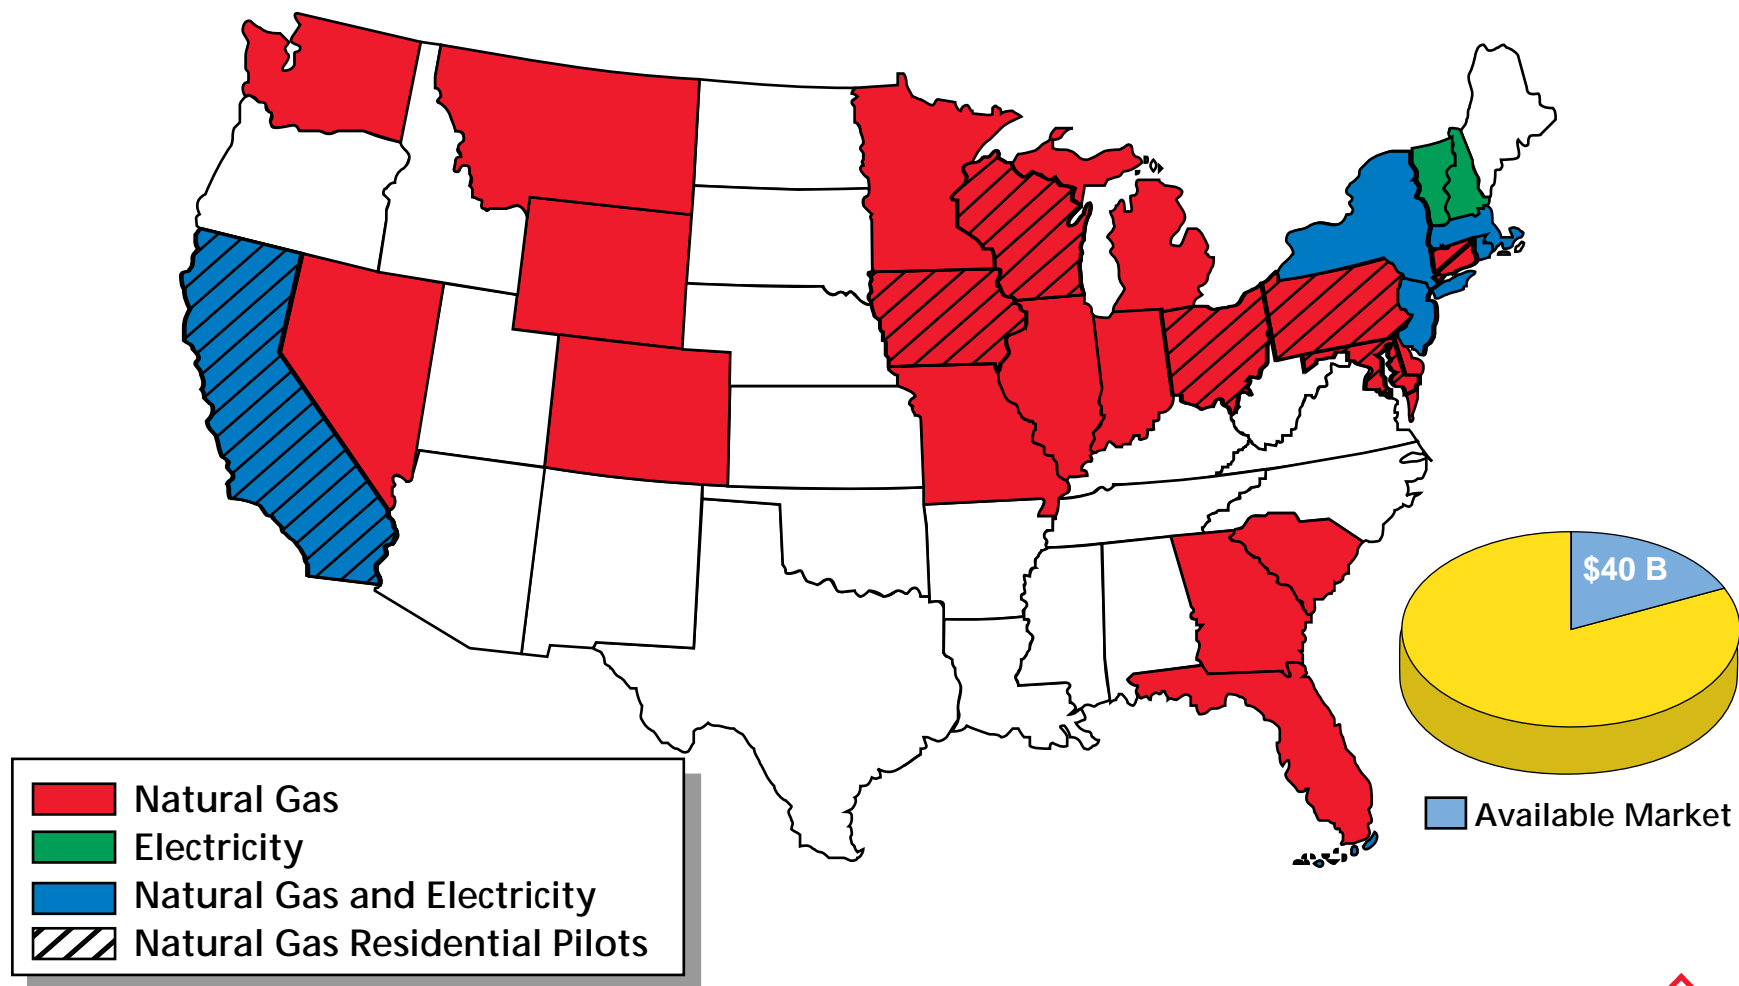 $40 B
Available Market
Natural Gas
Electricity
Natural Gas and Electricity
Natural Gas Residential Pilots